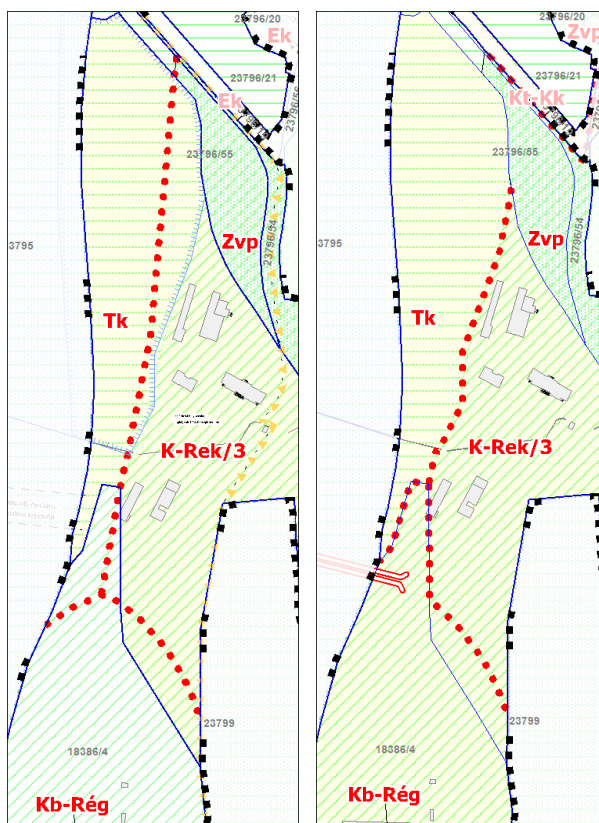 23796/20
Ek
23796/21
Ek
23796/55
3795
Zvp
23796/54
Tk
K-Rek/3
23799
18386/4
Kb-Rég
23796/20
Zvp
23796/21
Kt-Kk
23796/55
3795
Zvp
23796/54
Tk
K-Rek/3
23799
18386/4
Kb-Rég